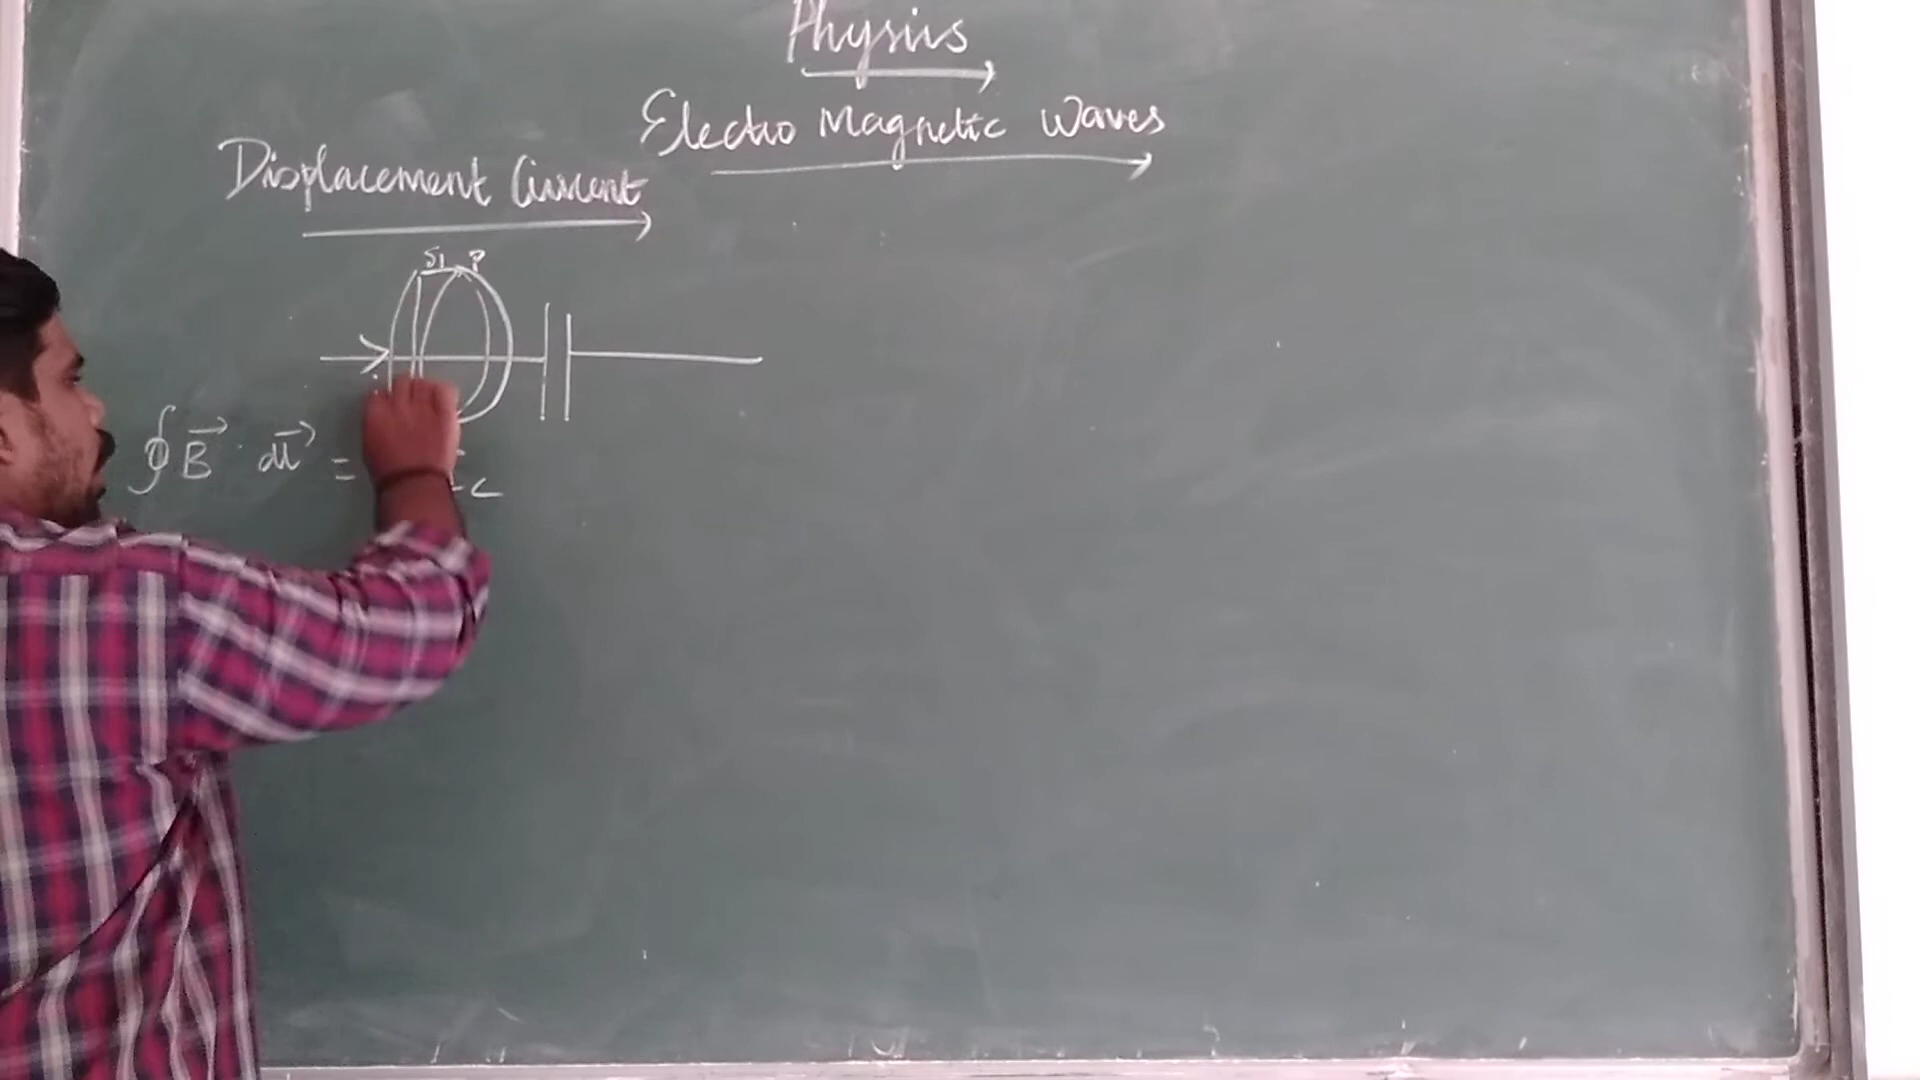 Physics
Electro Magnetic Waves
Displacement Current
S1 P
∮ B⃗ · dl⃗ = I c